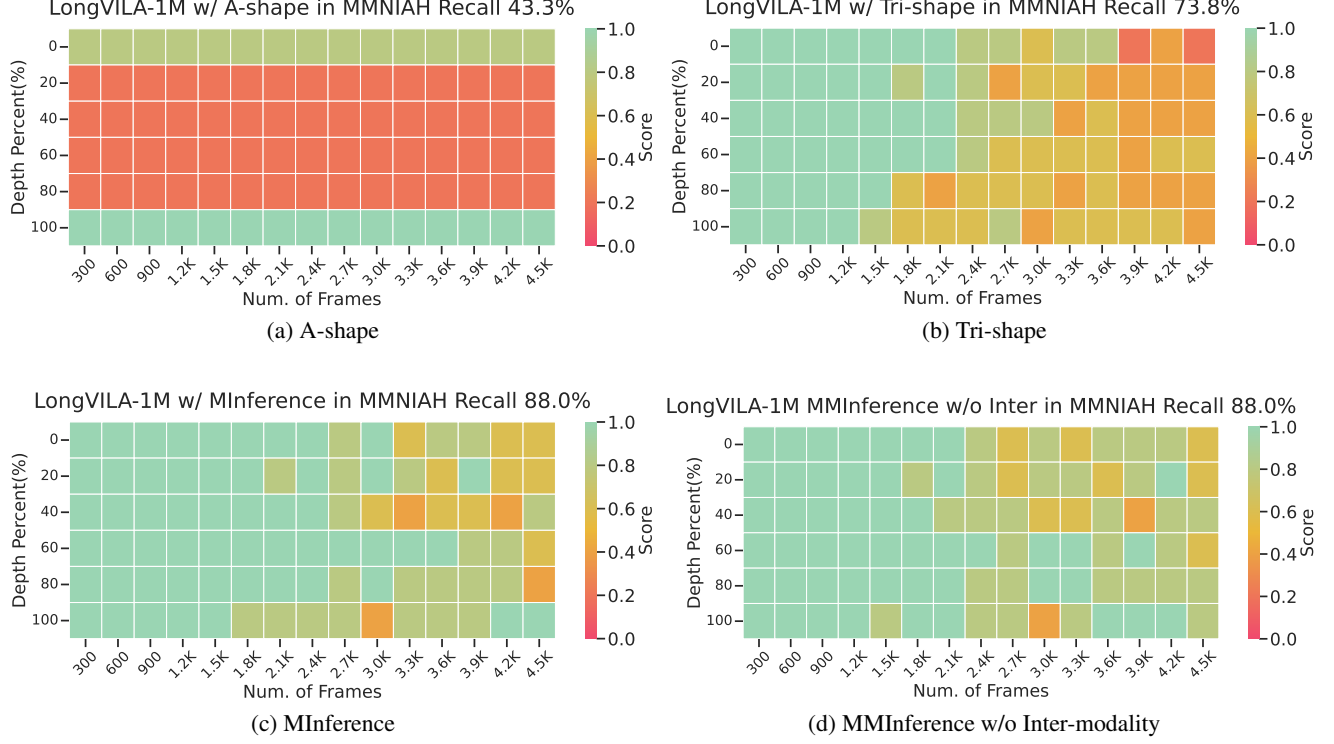 LongVILA-1M w/ A-shape in MMNIAH Recall 43.3%
Depth Percent(%)
0
20
40
60
80
100
300 600 900 1.2K 1.5K 1.8K 2.1K 2.4K 2.7K 3.0K 3.3K 3.6K 3.9K 4.2K 4.5K
Num. of Frames
1.0
0.8
0.6
0.4
0.2
0.0
Score
(a) A-shape
LongVILA-1M w/ Tri-shape in MMNIAH Recall 73.8%
Depth Percent(%)
0
20
40
60
80
100
300 600 900 1.2K 1.5K 1.8K 2.1K 2.4K 2.7K 3.0K 3.3K 3.6K 3.9K 4.2K 4.5K
Num. of Frames
1.0
0.8
0.6
0.4
0.2
0.0
Score
(b) Tri-shape
LongVILA-1M w/ MInference in MMNIAH Recall 88.0%
Depth Percent(%)
0
20
40
60
80
100
300 600 900 1.2K 1.5K 1.8K 2.1K 2.4K 2.7K 3.0K 3.3K 3.6K 3.9K 4.2K 4.5K
Num. of Frames
1.0
0.8
0.6
0.4
0.2
0.0
Score
(c) MInference
LongVILA-1M MMInference w/o Inter in MMNIAH Recall 88.0%
Depth Percent(%)
0
20
40
60
80
100
300 600 900 1.2K 1.5K 1.8K 2.1K 2.4K 2.7K 3.0K 3.3K 3.6K 3.9K 4.2K 4.5K
Num. of Frames
1.0
0.8
0.6
0.4
0.2
0.0
Score
(d) MMInference w/o Inter-modality